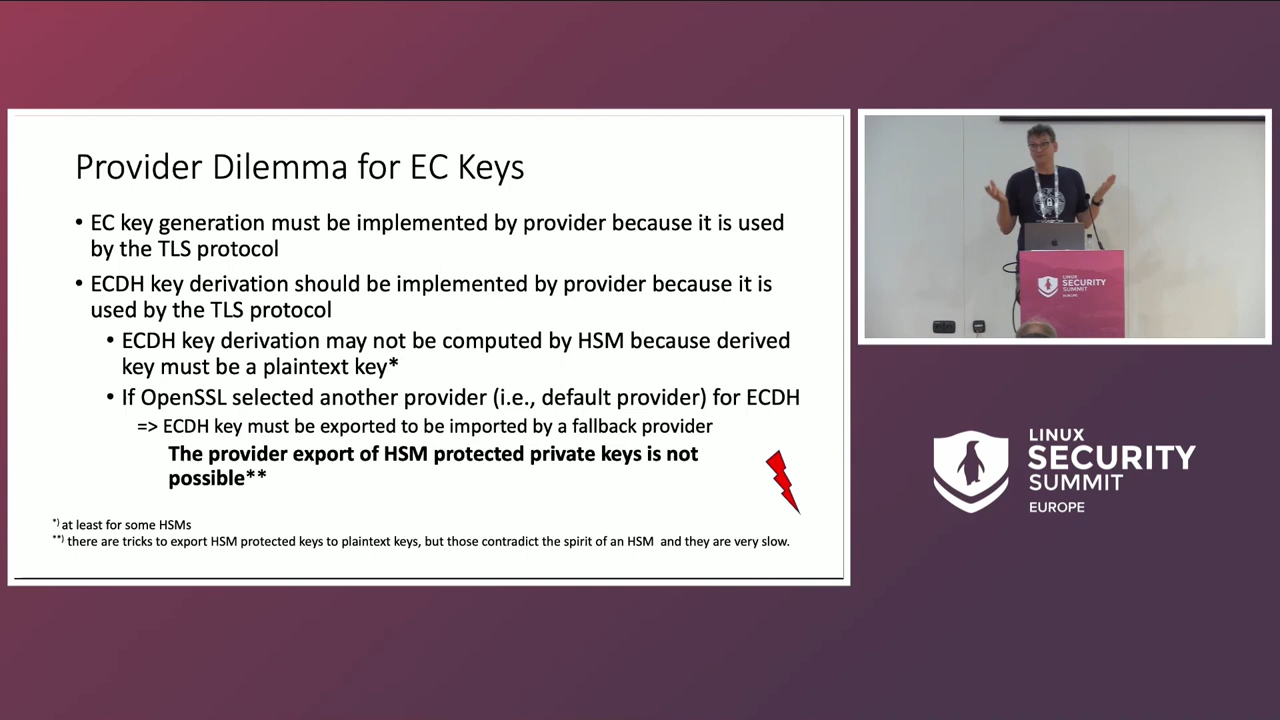 Provider Dilemma for EC Keys
• EC key generation must be implemented by provider because it is used
by the TLS protocol
• ECDH key derivation should be implemented by provider because it is
used by the TLS protocol
• ECDH key derivation may not be computed by HSM because derived
key must be a plaintext key*
• If OpenSSL selected another provider (i.e., default provider) for ECDH
=> ECDH key must be exported to be imported by a fallback provider
The provider export of HSM protected private keys is not
possible**
*) at least for some HSMs
**) there are tricks to export HSM protected keys to plaintext keys, but those contradict the spirit of an HSM and they are very slow.
LINUX
SECURITY
SUMMIT
EUROPE
LINUX
SECURITY
SUMMIT
EUROPE